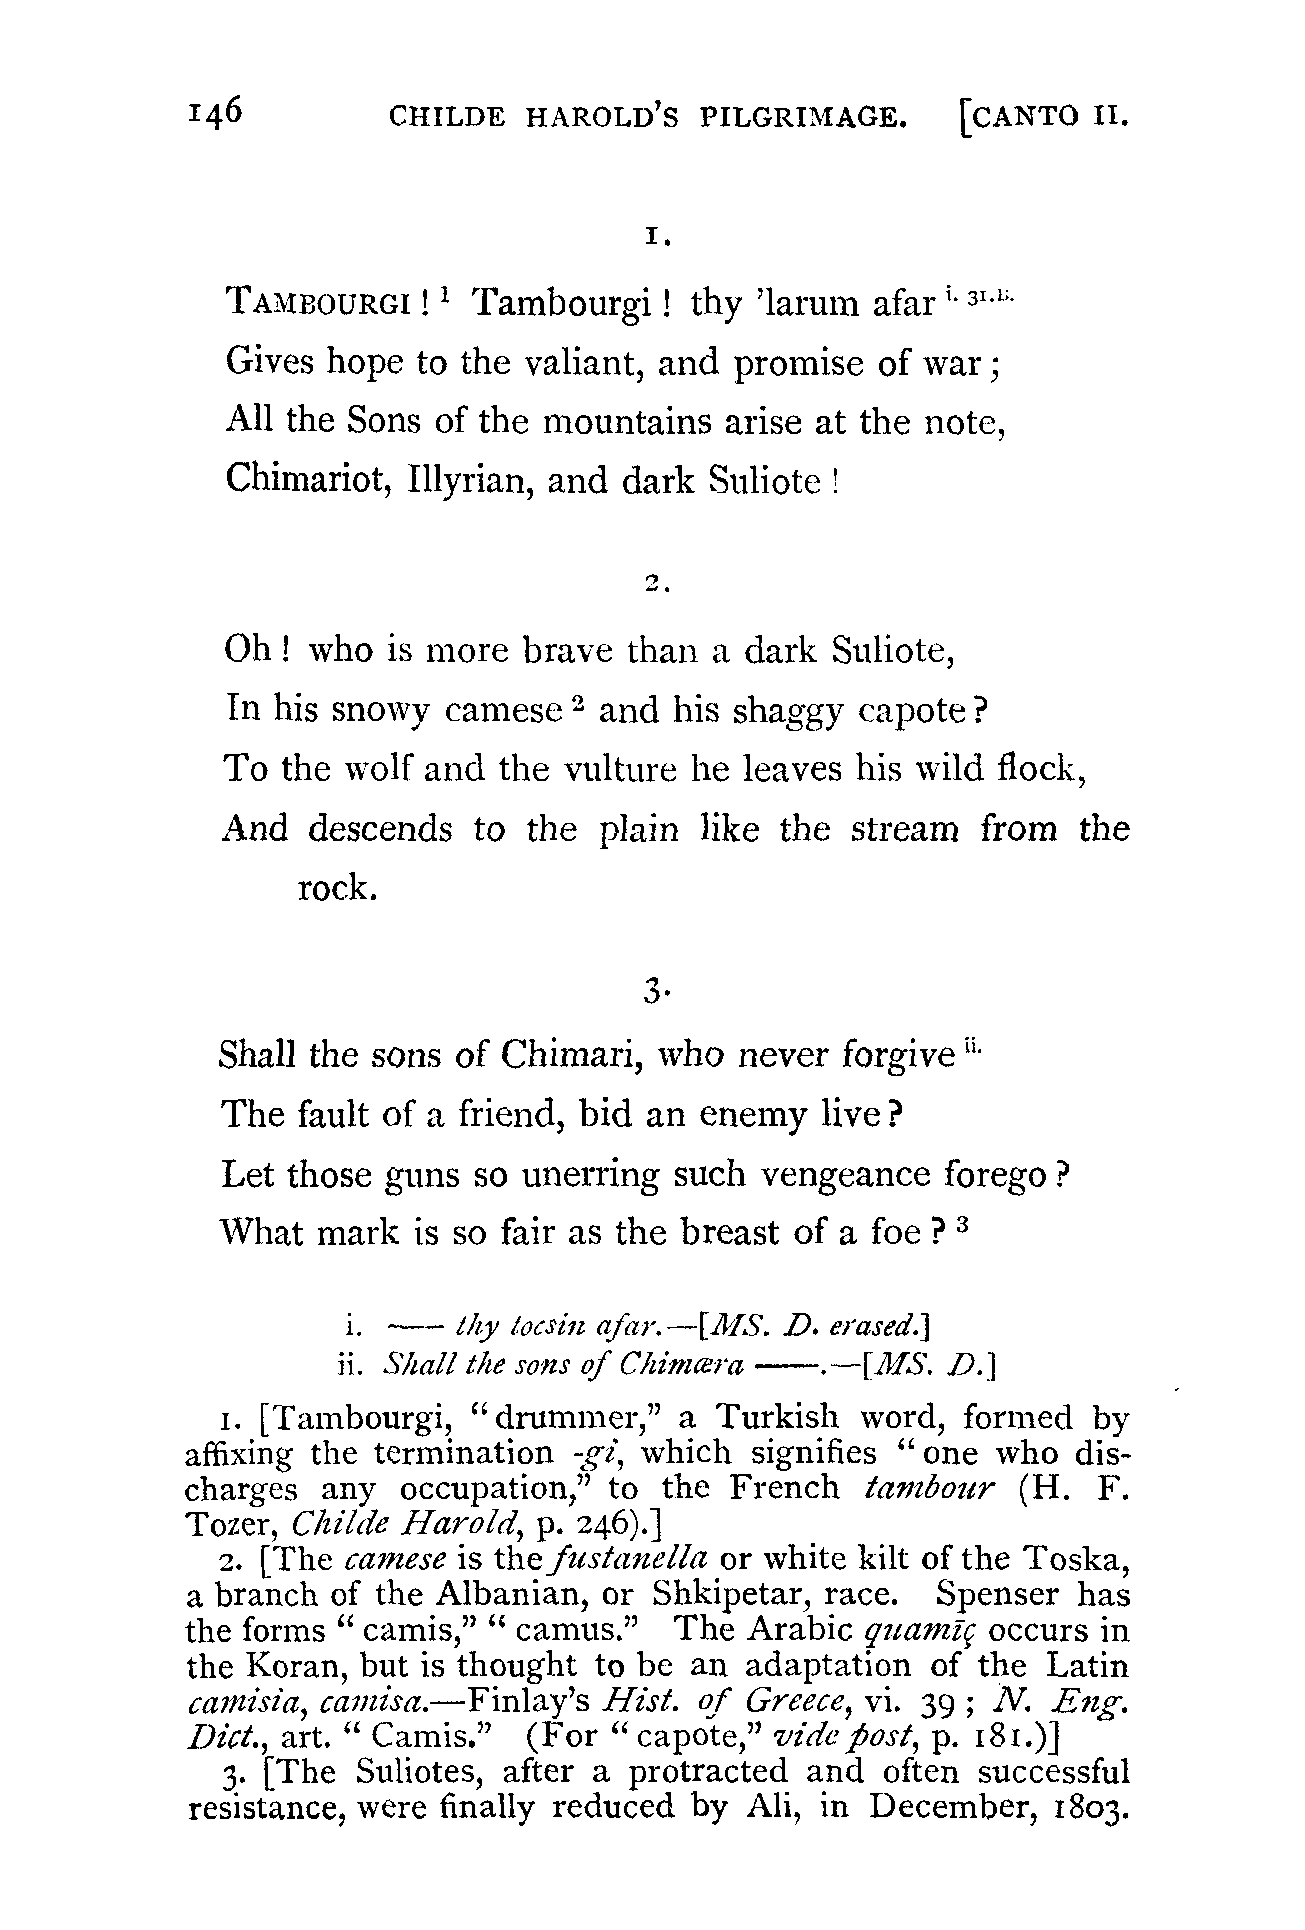 146 CHILDE HAROLD'S PILGRIMAGE. [CANTO II.
1.
TAMBOURGI ! 1 Tambourgi ! thy 'larum afar i. 31.B.
Gives hope to the valiant, and promise of war ;
All the Sons of the mountains arise at the note,
Chimariot, Illyrian, and dark Suliote !
2.
Oh ! who is more brave than a dark Suliote,
In his snowy camese 2 and his shaggy capote ?
To the wolf and the vulture he leaves his wild flock,
And descends to the plain like the stream from the
rock.
3.
Shall the sons of Chimari, who never forgive ii.
The fault of a friend, bid an enemy live ?
Let those guns so unerring such vengeance forego ?
What mark is so fair as the breast of a foe ? 3
i. —— thy tocsin afar.—[MS. D. erased.]
ii. Shall the sons of Chimæra ——.—[MS. D.]
1. [Tambourgi, "drummer," a Turkish word, formed by
affixing the termination -gi, which signifies "one who dis-
charges any occupation," to the French tambour (H. F.
Tozer, Childe Harold, p. 246).]
2. [The camese is the fustanella or white kilt of the Toska,
a branch of the Albanian, or Shkipetar, race. Spenser has
the forms "camis," "camus." The Arabic quamīç occurs in
the Koran, but is thought to be an adaptation of the Latin
camisia, camisa.—Finlay's Hist. of Greece, vi. 39 ; N. Eng.
Dict., art. "Camis." (For "capote," vide post, p. 181.)]
3. [The Suliotes, after a protracted and often successful
resistance, were finally reduced by Ali, in December, 1803.